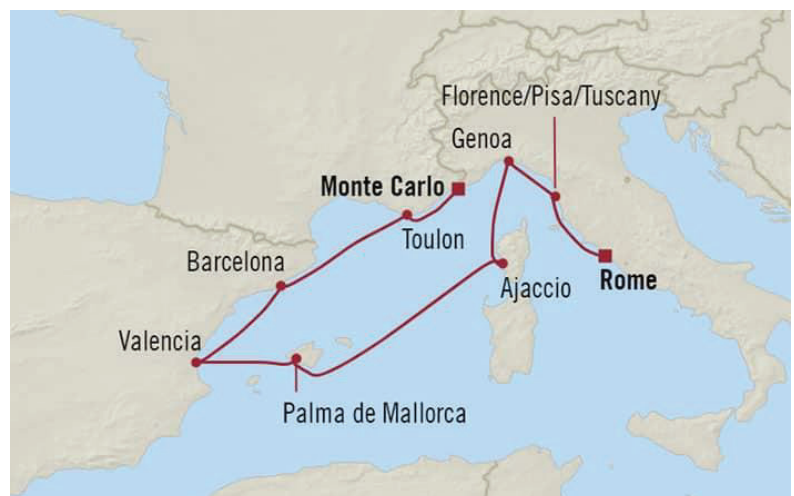 Florence/Pisa/Tuscany
Genoa
Monte Carlo
Toulon
Barcelona
Ajaccio
Rome
Valencia
Palma de Mallorca